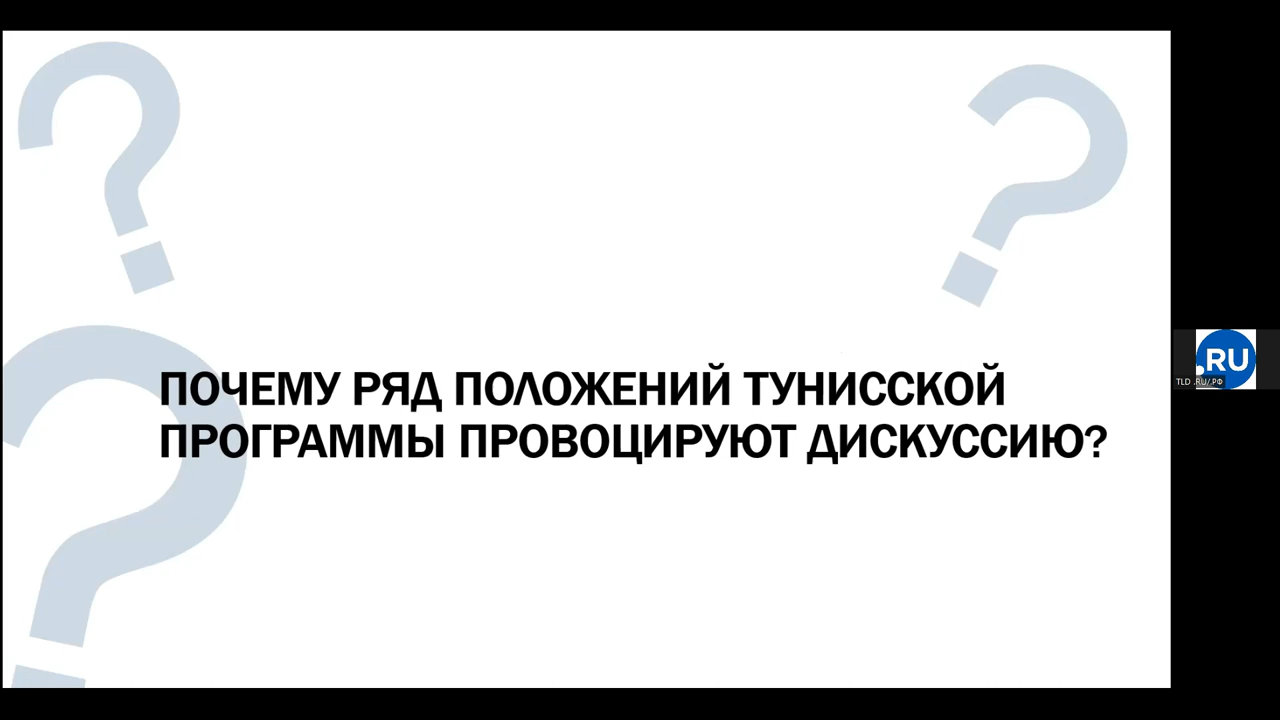 ПОЧЕМУ РЯД ПОЛОЖЕНИЙ ТУНИССКОЙ
ПРОГРАММЫ ПРОВОЦИРУЮТ ДИСКУССИЮ?
.RU
TLD .RU/.РФ